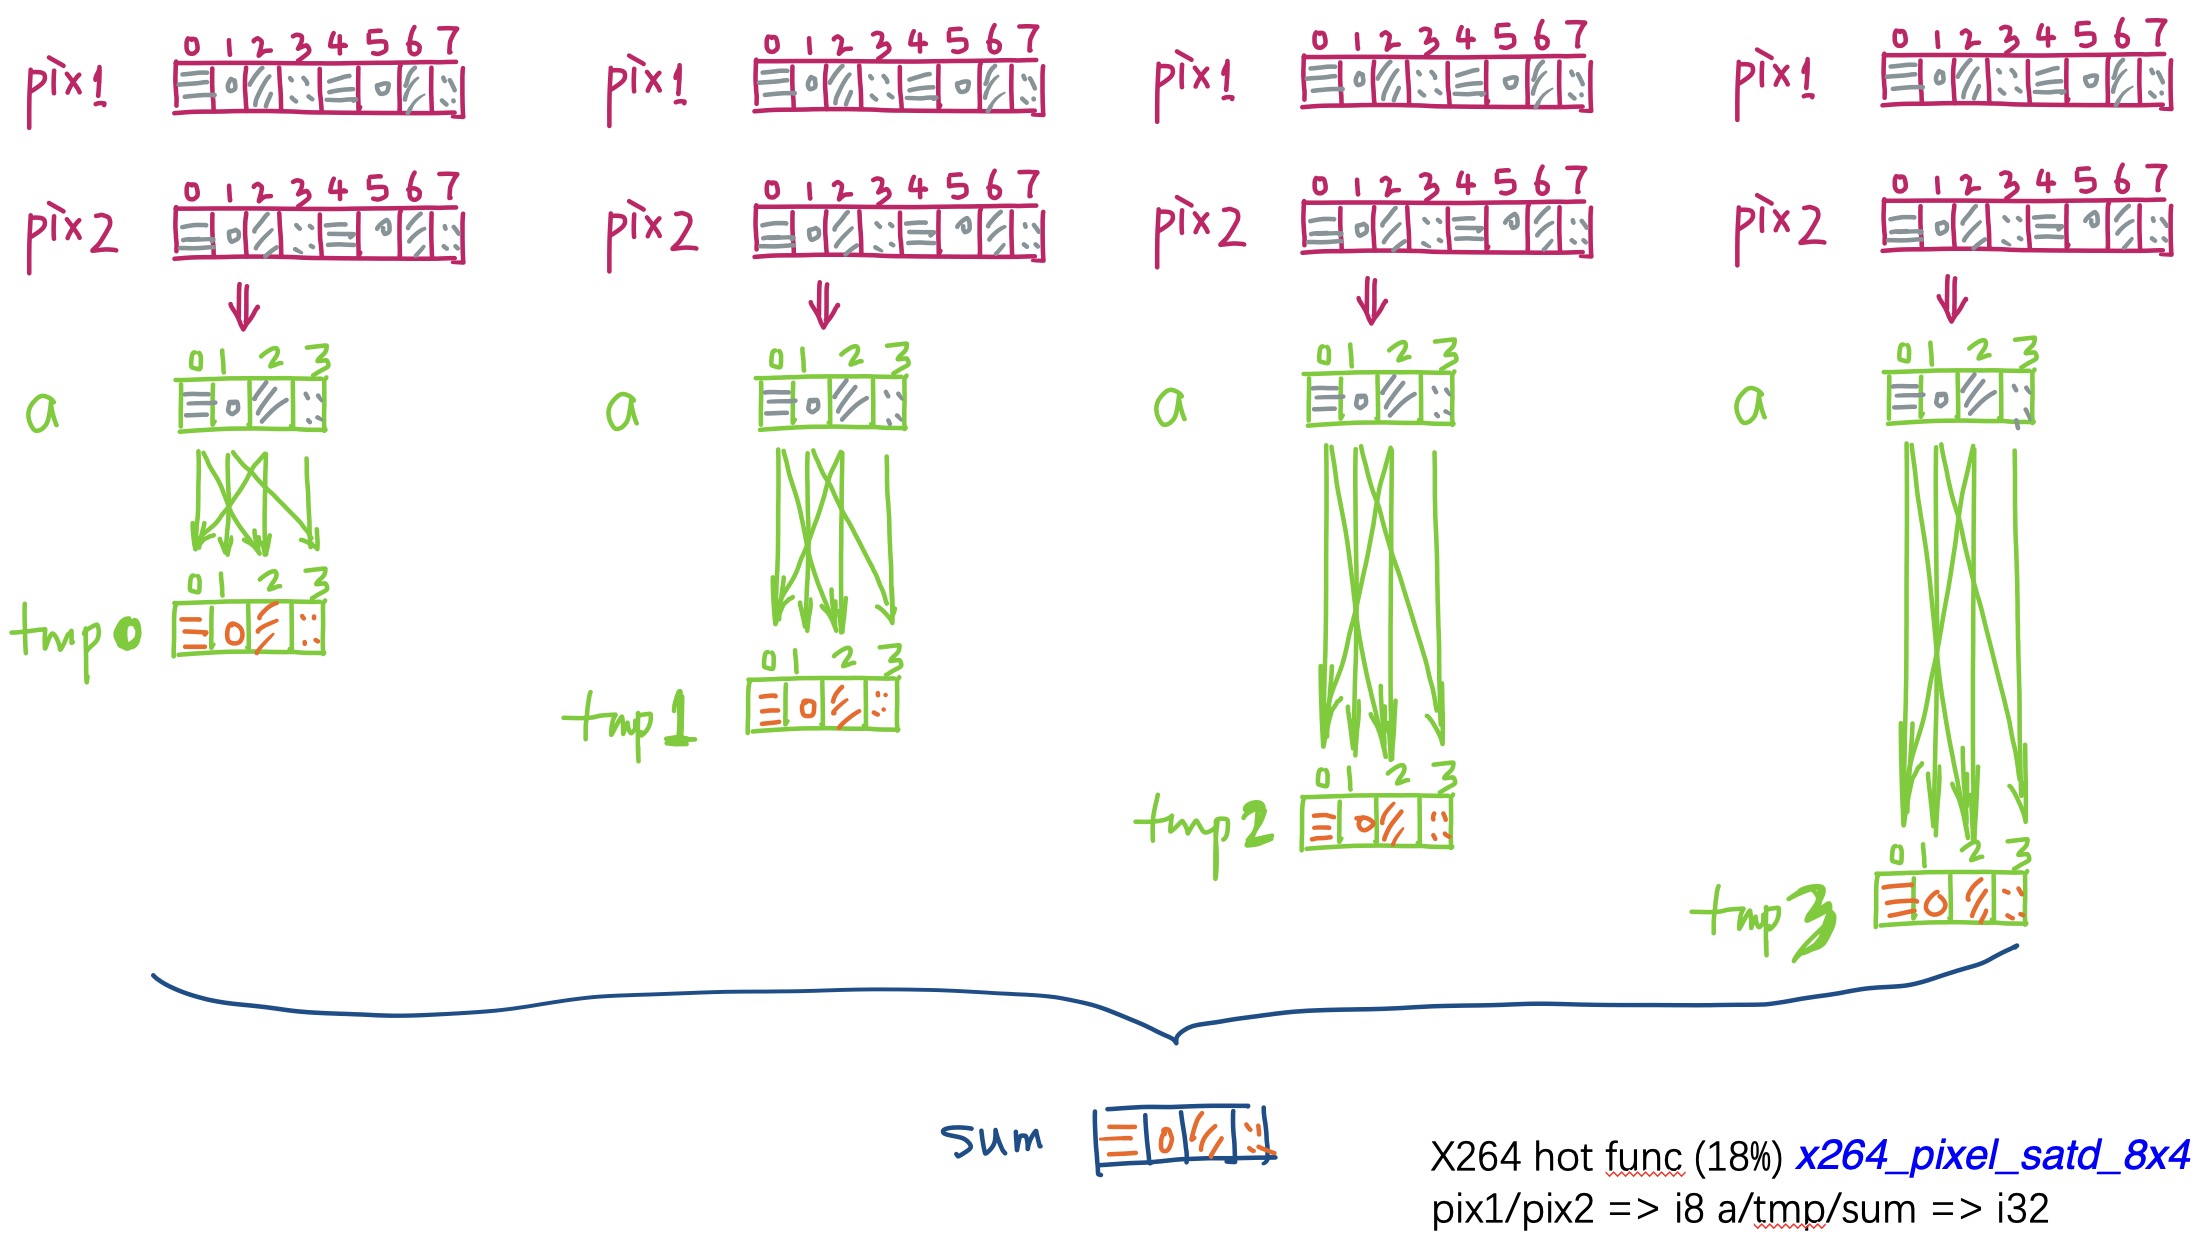 0 1 2 3 4 5 6 7 0 1 2 3 4 5 6 7 0 1 2 3 4 5 6 7 0 1 2 3 4 5 6 7
pix1 pix1 pix1 pix1
0 1 2 3 4 5 6 7 0 1 2 3 4 5 6 7 0 1 2 3 4 5 6 7 0 1 2 3 4 5 6 7
pix2 pix2 pix2 pix2
0 1 2 3 0 1 2 3 0 1 2 3 0 1 2 3
a a a a
0 1 2 3
tmp0
0 1 2 3
tmp1
0 1 2 3
tmp2
0 1 2 3
tmp3
sum
X264 hot func (18%) x264_pixel_satd_8x4
pix1/pix2 => i8 a/tmp/sum => i32